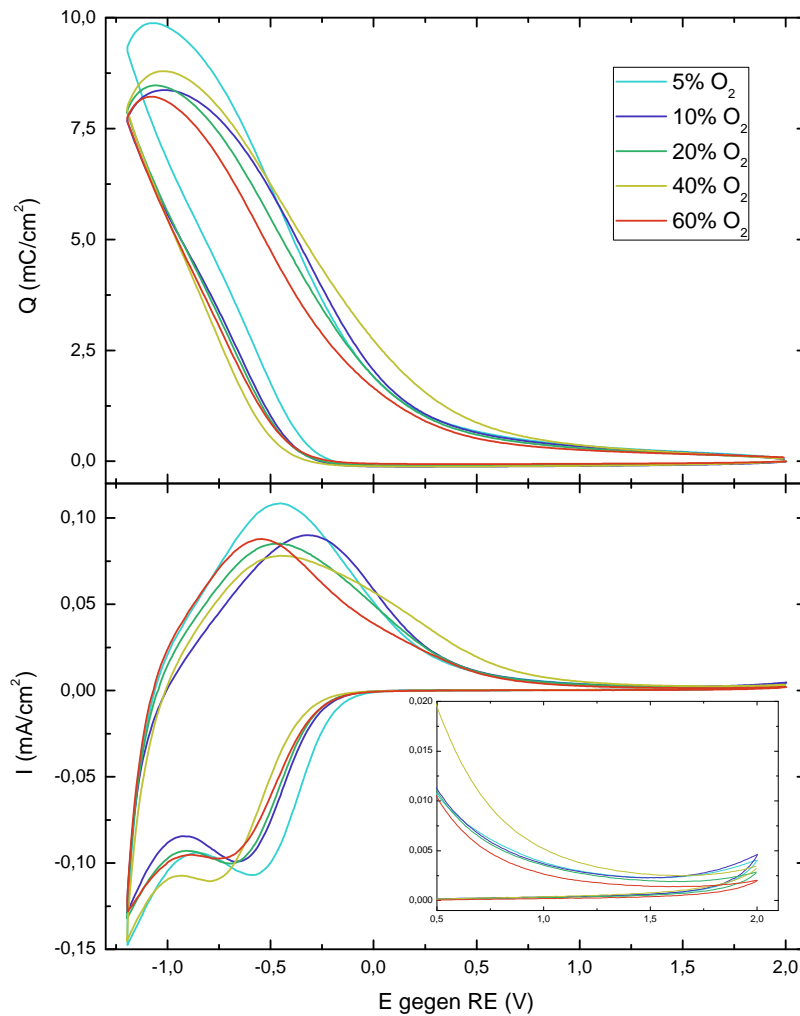 10,0
7,5
5,0
2,5
0,0
Q (mC/cm²)
5% O₂
10% O₂
20% O₂
40% O₂
60% O₂
0,10
0,05
0,00
-0,05
-0,10
-0,15
I (mA/cm²)
0,020
0,015
0,010
0,005
0,000
0,5 1,0 1,5 2,0
-1,0 -0,5 0,0 0,5 1,0 1,5 2,0
E gegen RE (V)